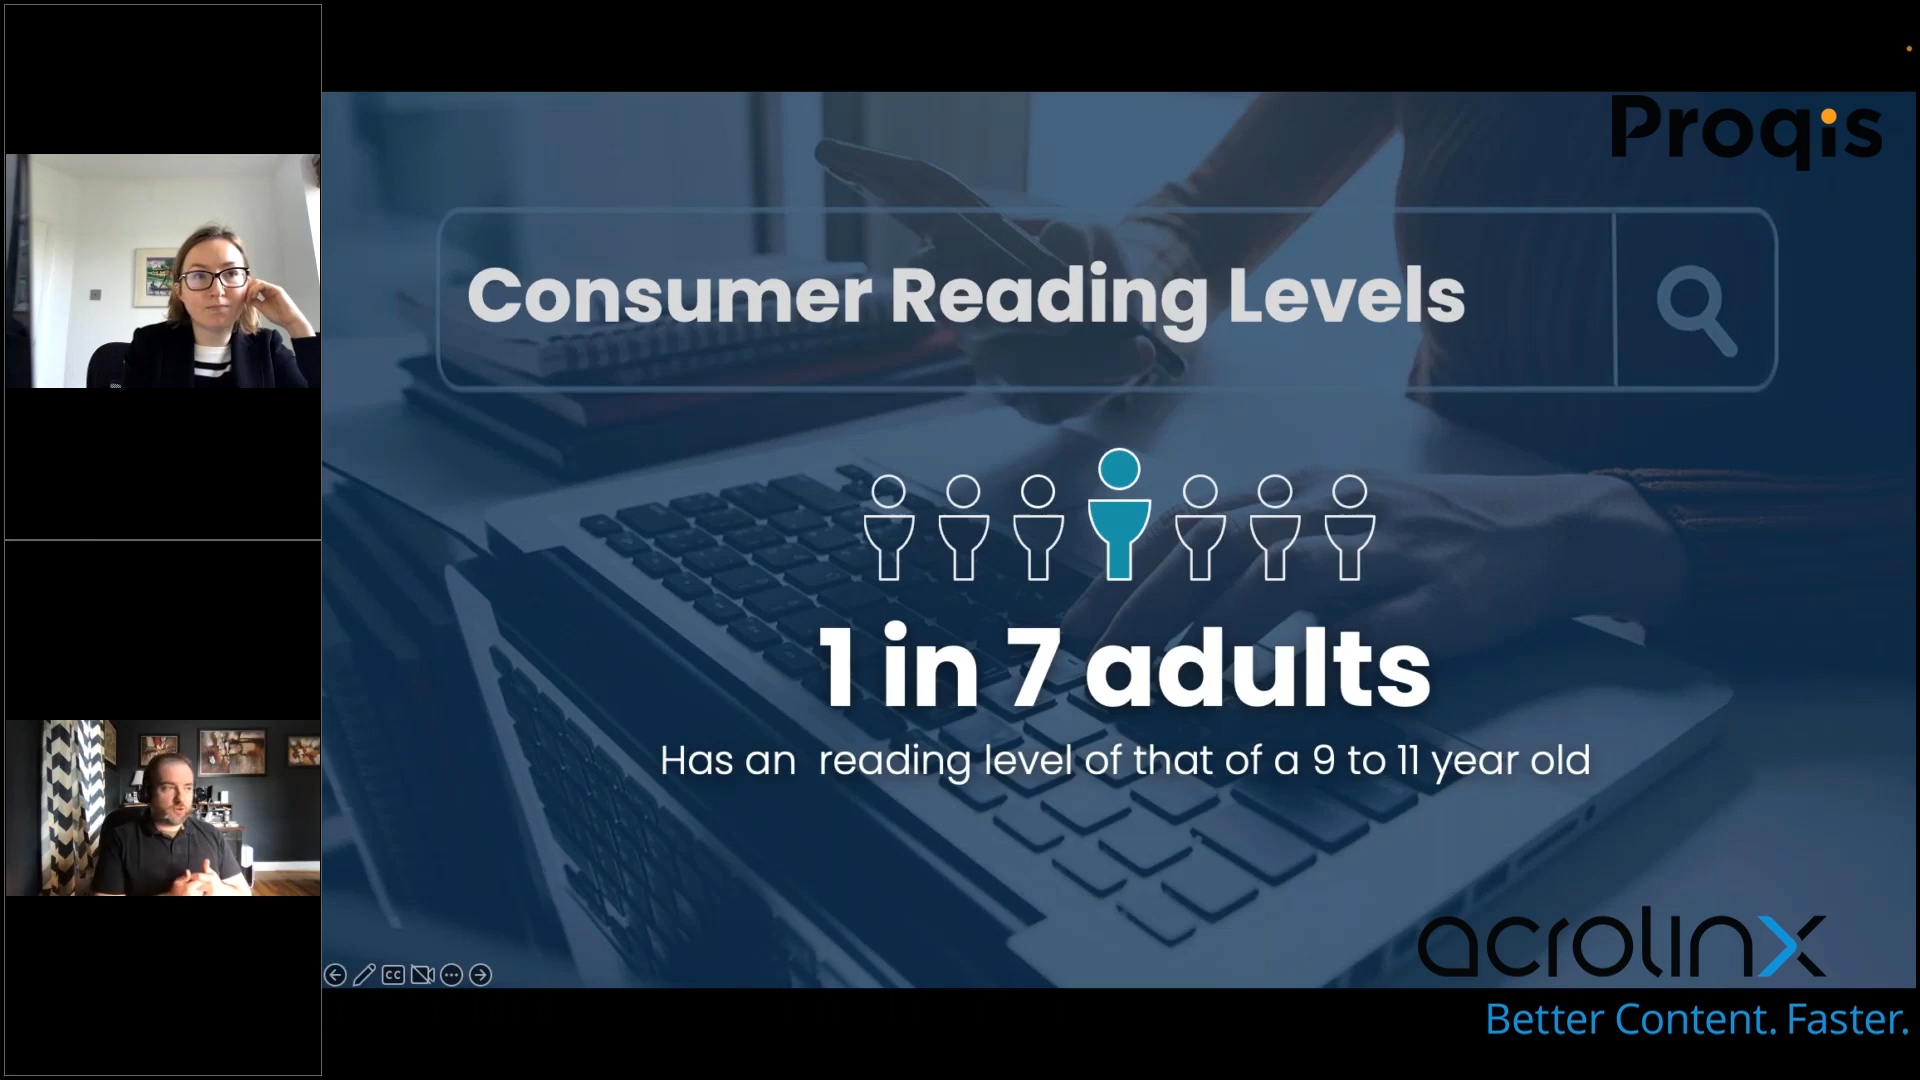 Proqis
Consumer Reading Levels
1 in 7 adults
Has an  reading level of that of a 9 to 11 year old
CC
acrolinx
Better Content. Faster.